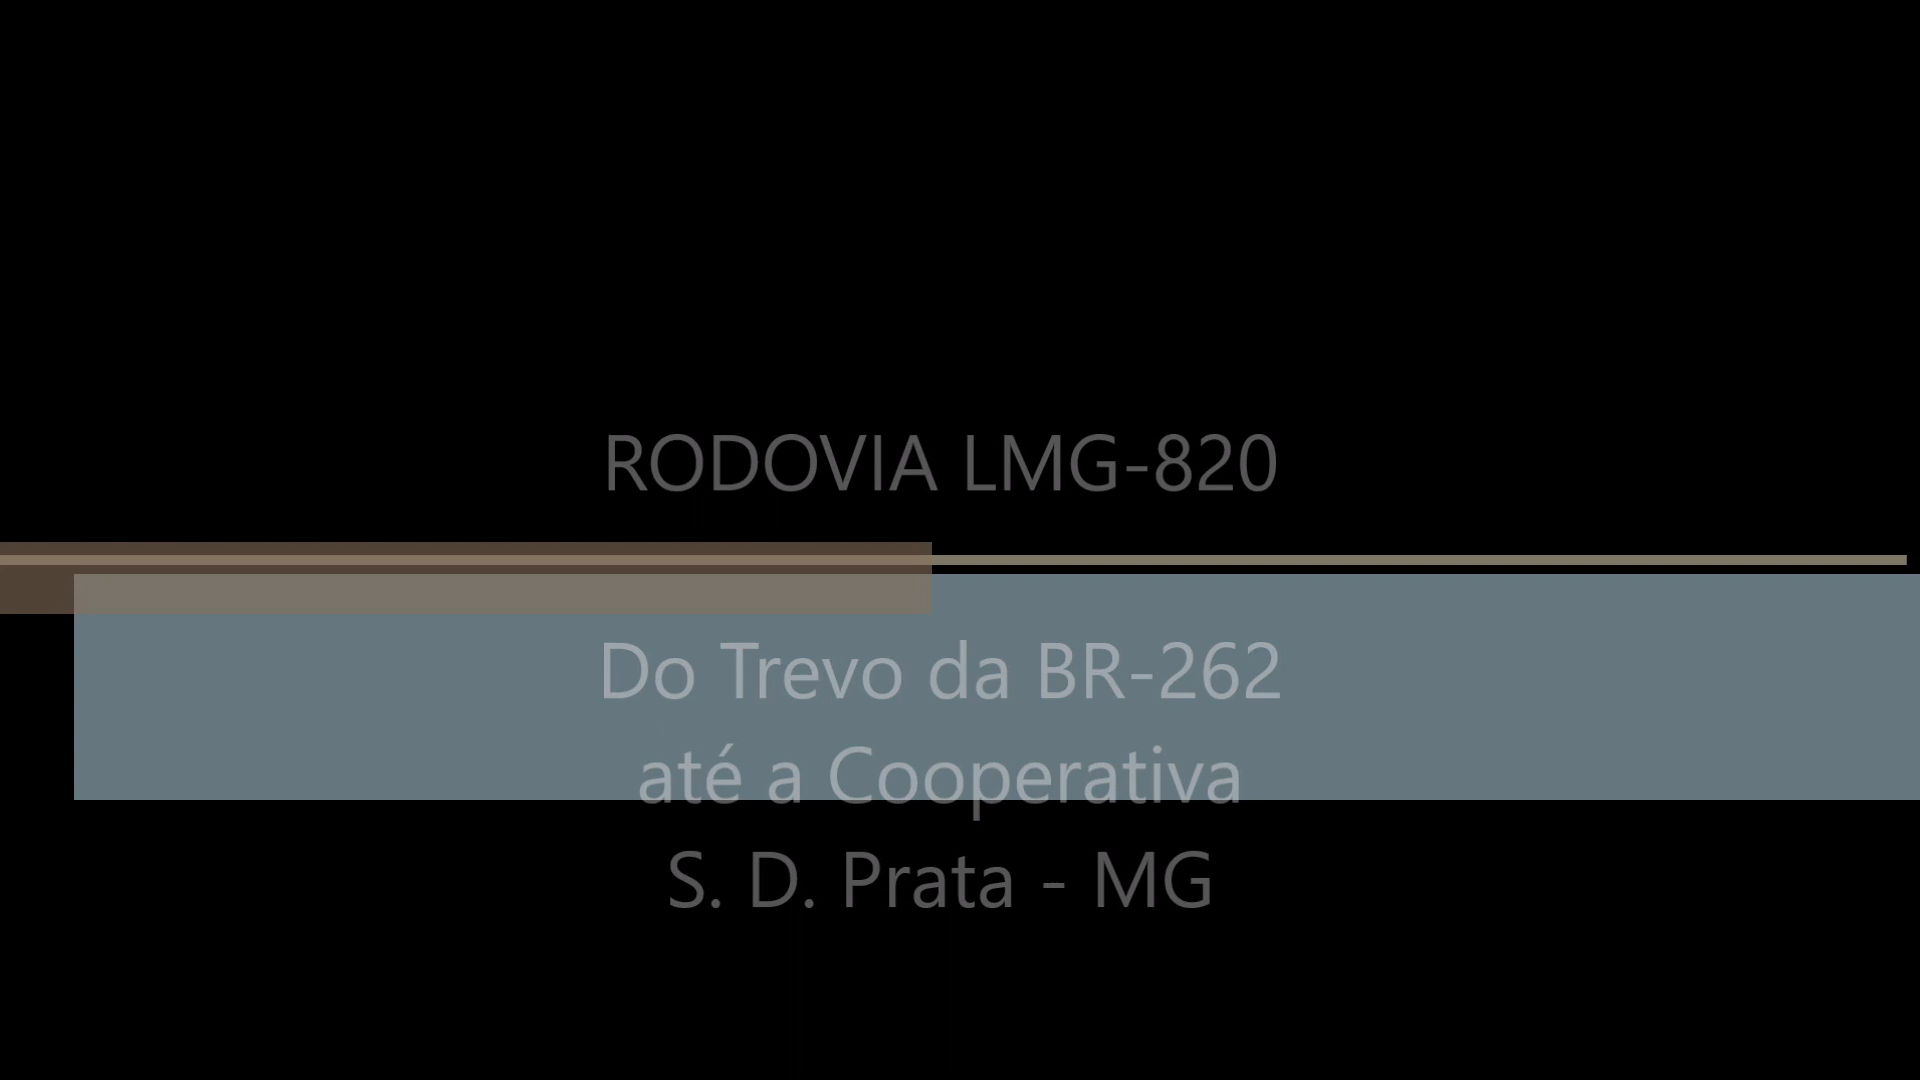 RODOVIA LMG-820
Do Trevo da BR-262
até a Cooperativa
S. D. Prata - MG